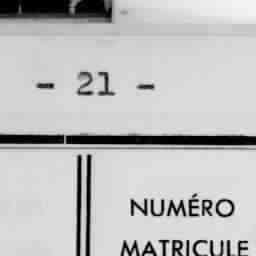 - 21 -
NUMÉRO
MATRICULE